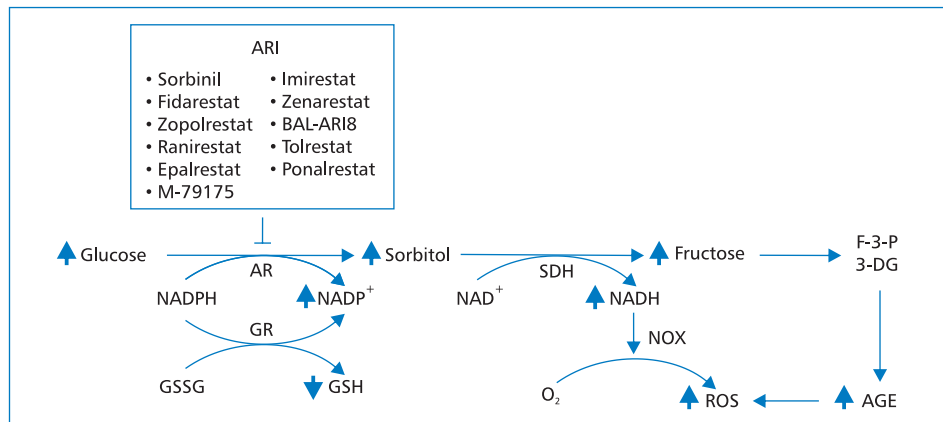 ARI
• Sorbinil
• Fidarestat
• Zopolrestat
• Ranirestat
• Epalrestat
• M-79175
• Imirestat
• Zenarestat
• BAL-ARI8
• Tolrestat
• Ponalrestat
Glucose
AR
Sorbitol
SDH
Fructose
F-3-P
3-DG
NADPH
NADP+
NAD+
NADH
GR
NOX
GSSG
GSH
O₂
ROS
AGE